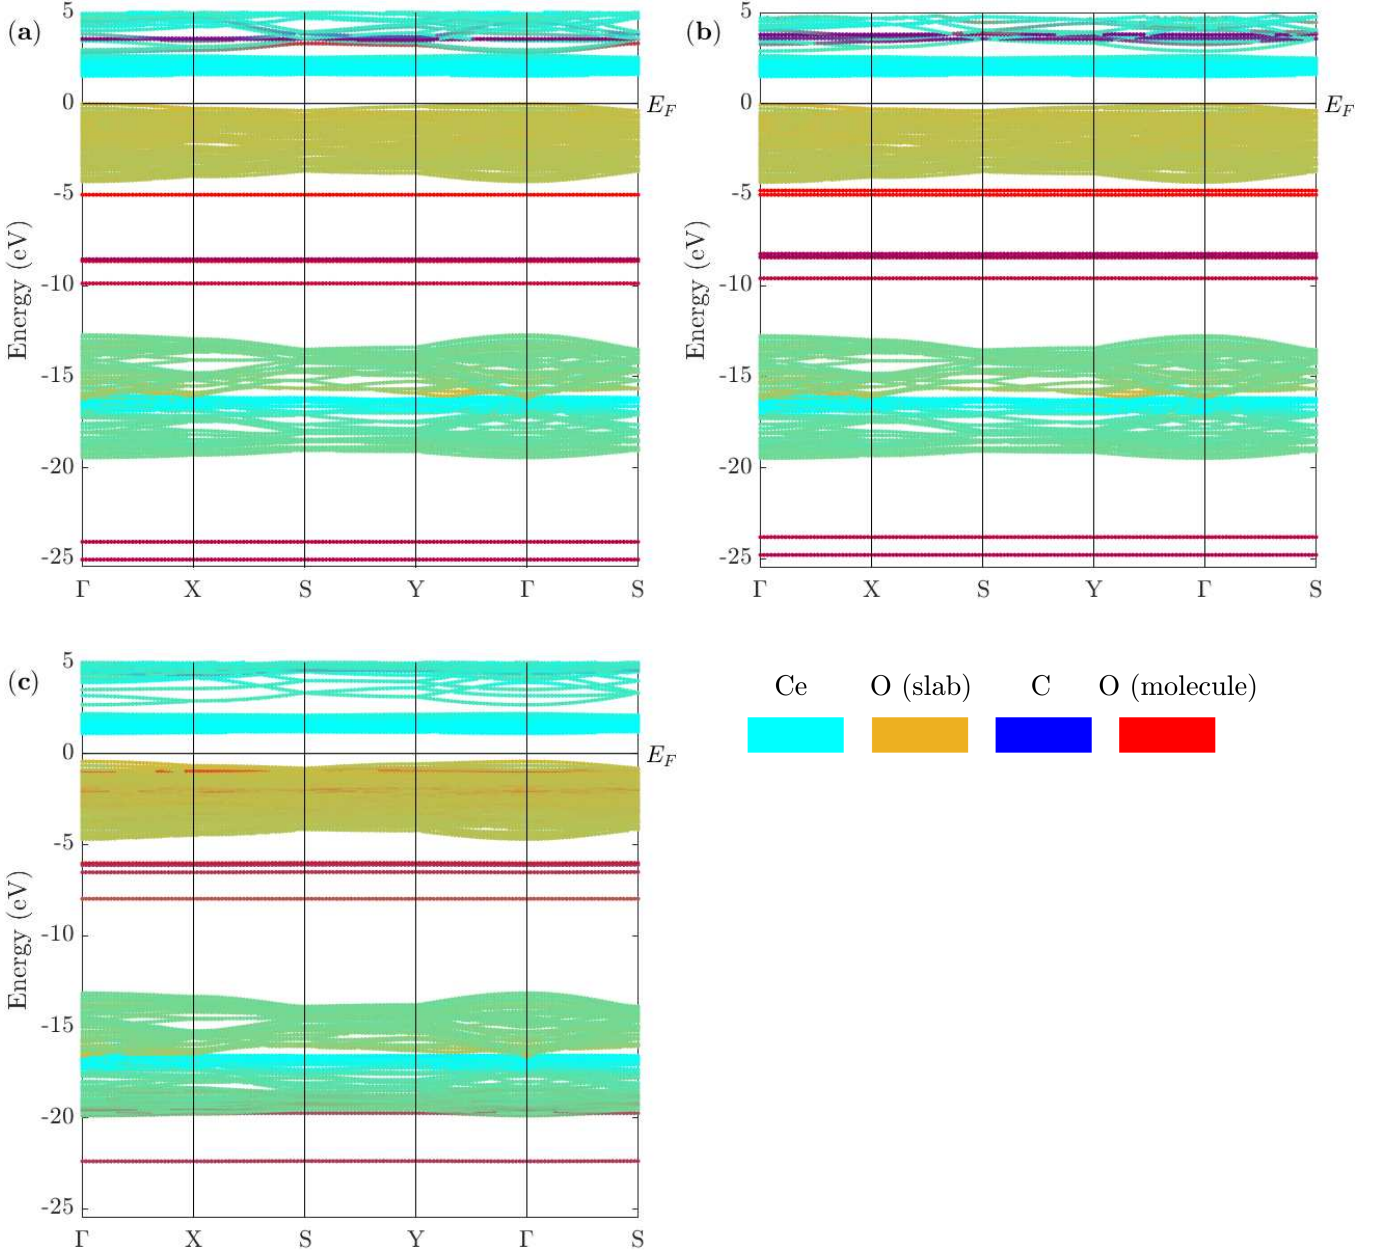 (a)
5
0
-5
-10
-15
-20
-25
Energy (eV)
E_F
Γ X S Y Γ S
(b)
5
0
-5
-10
-15
-20
-25
Energy (eV)
E_F
Γ X S Y Γ S
(c)
5
0
-5
-10
-15
-20
-25
Energy (eV)
E_F
Γ X S Y Γ S
Ce O (slab) C O (molecule)